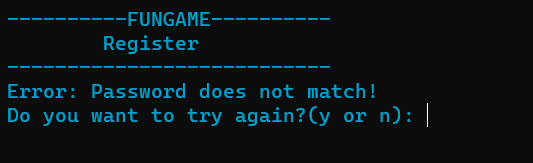 ----------FUNGAME----------
Register
---------------------------
Error: Password does not match!
Do you want to try again?(y or n):